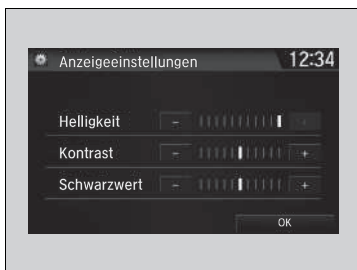 Anzeigeeinstellungen 12:34
Helligkeit - +
Kontrast - +
Schwarzwert - +
OK